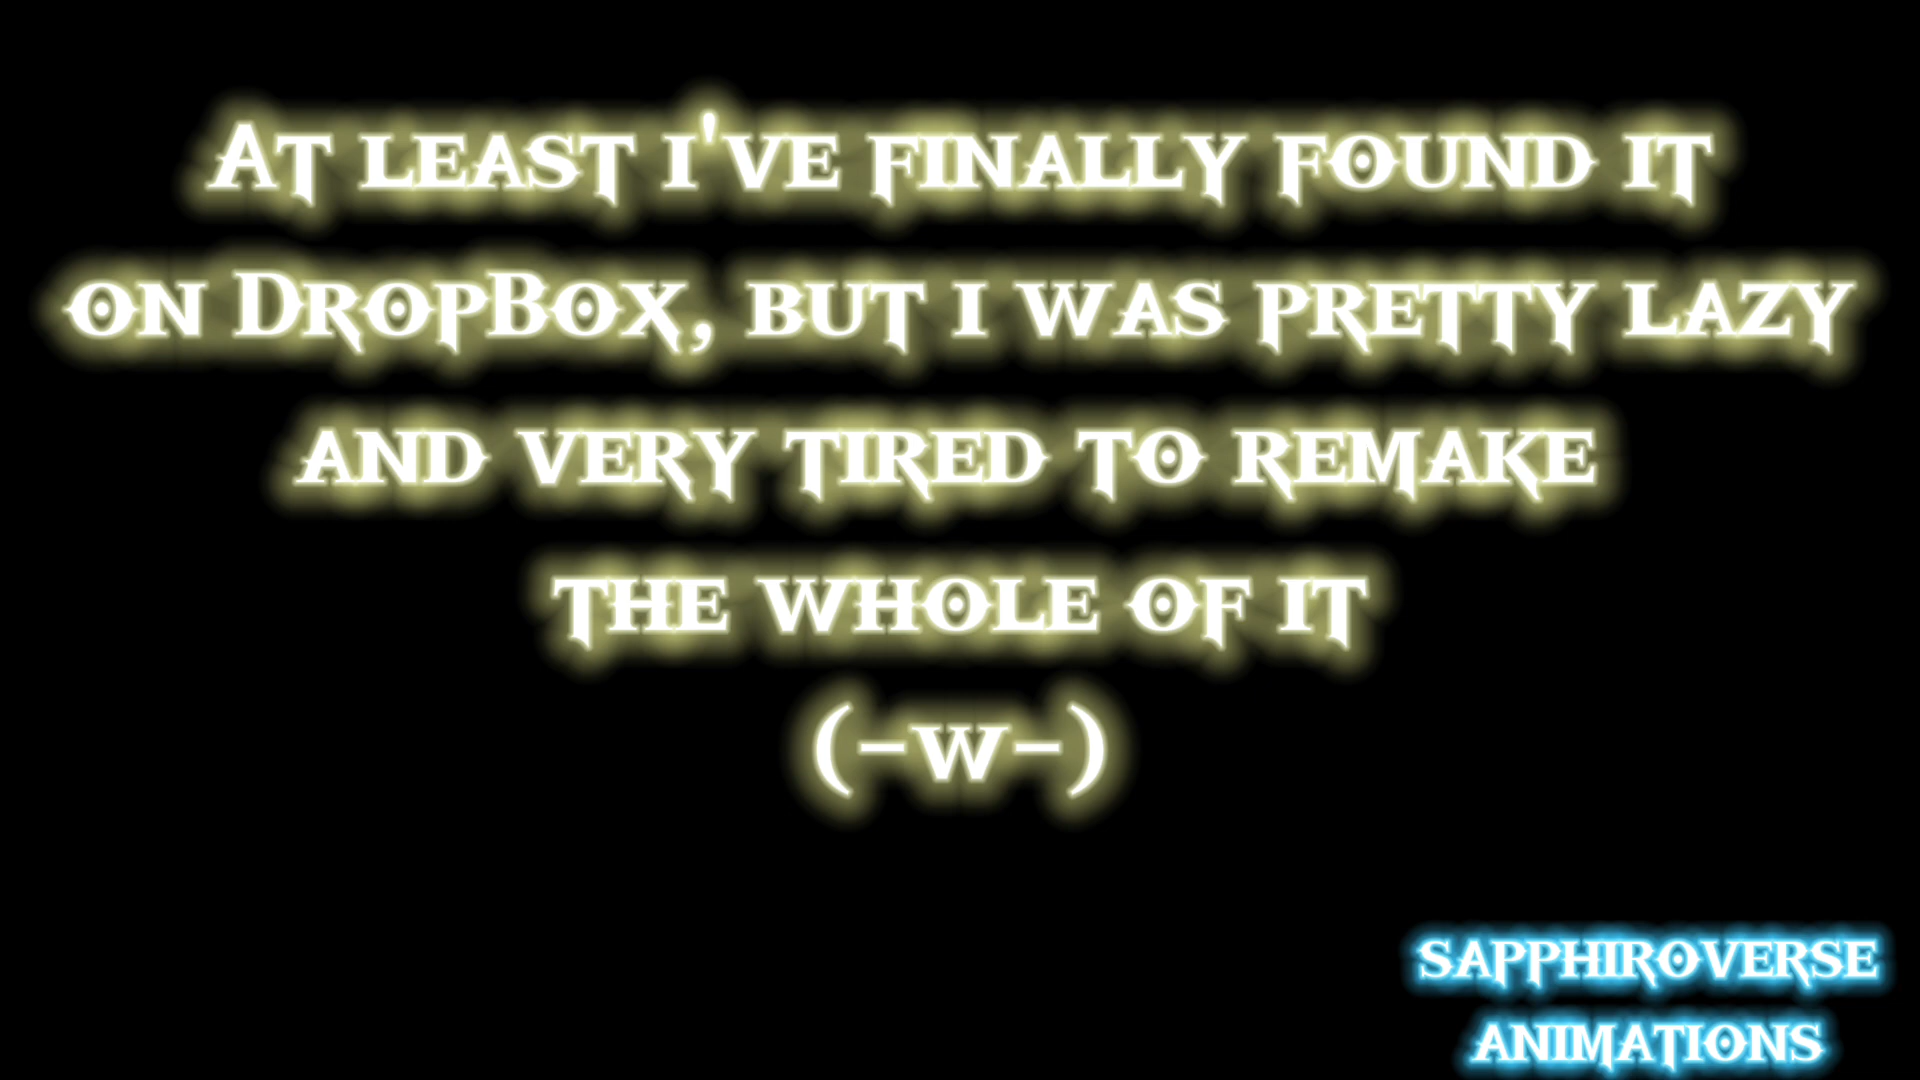 At least i've finally found it
on DropBox, but i was pretty lazy
and very tired to remake
the whole of it
(-w-)
sapphiroverse
animations